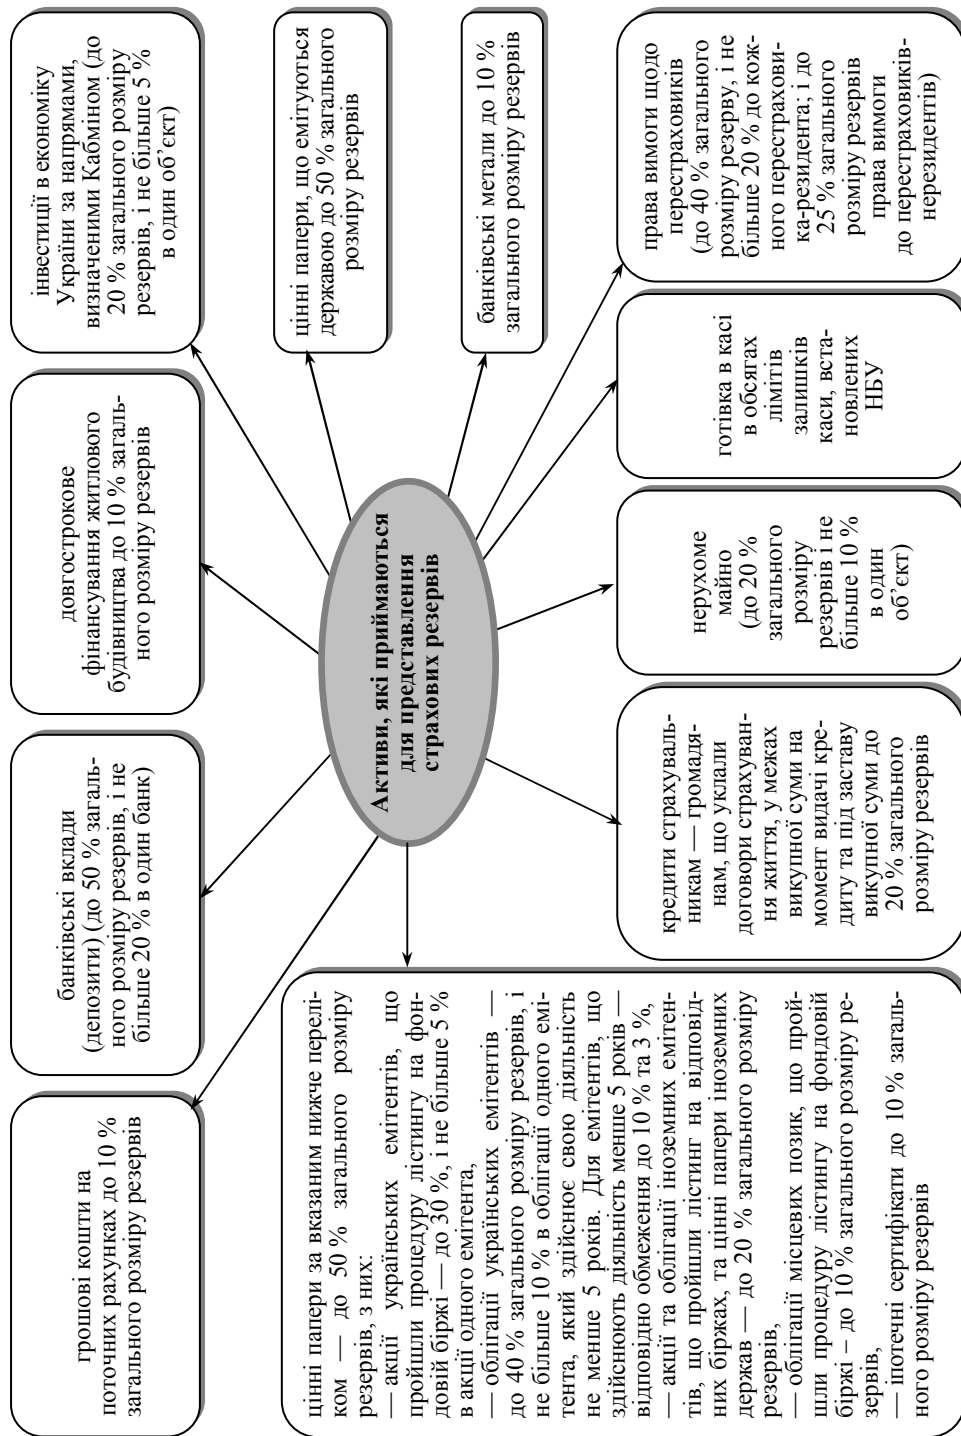 грошові кошти на
поточних рахунках до 10 %
загального розміру резервів
банківські вклади
(депозити) (до 50 % загаль-
ного розміру резервів, і не
більше 20 % в один банк)
довгострокове
фінансування житлового
будівництва до 10 % загаль-
ного розміру резервів
інвестиції в економіку
України за напрямами,
визначеними Кабміном (до
20 % загального розміру
резервів, і не більше 5 %
в один об’єкт)
цінні папери, що емітуються
державою до 50 % загального
розміру резервів
банківські метали до 10 %
загального розміру резервів
Активи, які приймаються
для представлення
страхових резервів
цінні папери за вказаним нижче перелі-
ком — до 50 % загального розміру
резервів, з них:
— акції українських емітентів, що
пройшли процедуру лістингу на фон-
довій біржі — до 30 %, і не більше 5 %
в акції одного емітента,
— облігації українських емітентів —
до 40 % загального розміру резервів, і
не більше 10 % в облігації одного емі-
тента, який здійснює свою діяльність
не менше 5 років. Для емітентів, що
здійснюють діяльність менше 5 років —
відповідно обмеження до 10 % та 3 %,
— акції та облігації іноземних емітен-
тів, що пройшли лістинг на відповід-
них біржах, та цінні папери іноземних
держав — до 20 % загального розміру
резервів,
— облігації місцевих позик, що прой-
шли процедуру лістингу на фондовій
біржі – до 10 % загального розміру ре-
зервів,
— іпотечні сертифікати до 10 % загаль-
ного розміру резервів
кредити страхуваль-
никам — громадя-
нам, що уклали
договори страхуван-
ня життя, у межах
викупної суми на
момент видачі кре-
диту та під заставу
викупної суми до
20 % загального
розміру резервів
нерухоме
майно
(до 20 %
загального
розміру
резервів і не
більше 10 %
в один
об’єкт)
готівка в касі
в обсягах
лімітів
залишків
каси, вста-
новлених
НБУ
права вимоги щодо
перестраховиків
(до 40 % загального
розміру резерву, і не
більше 20 % до кож-
ного перестрахови-
ка-резидента; і до
25 % загального
розміру резервів
права вимоги
до перестраховиків-
нерезидентів)